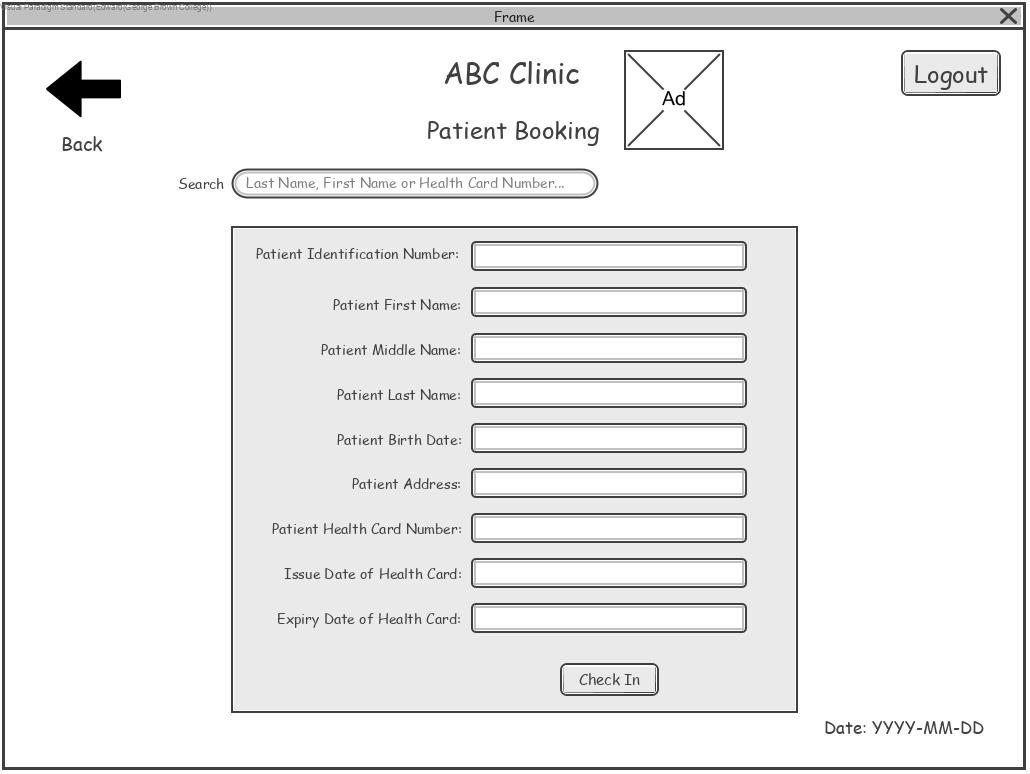 Visual Paradigm Standard(Edward(George Brown College))
Frame
ABC Clinic
Ad
Logout
Patient Booking
Back
Search
Last Name, First Name or Health Card Number...
Patient Identification Number:
Patient First Name:
Patient Middle Name:
Patient Last Name:
Patient Birth Date:
Patient Address:
Patient Health Card Number:
Issue Date of Health Card:
Expiry Date of Health Card:
Check In
Date: YYYY-MM-DD